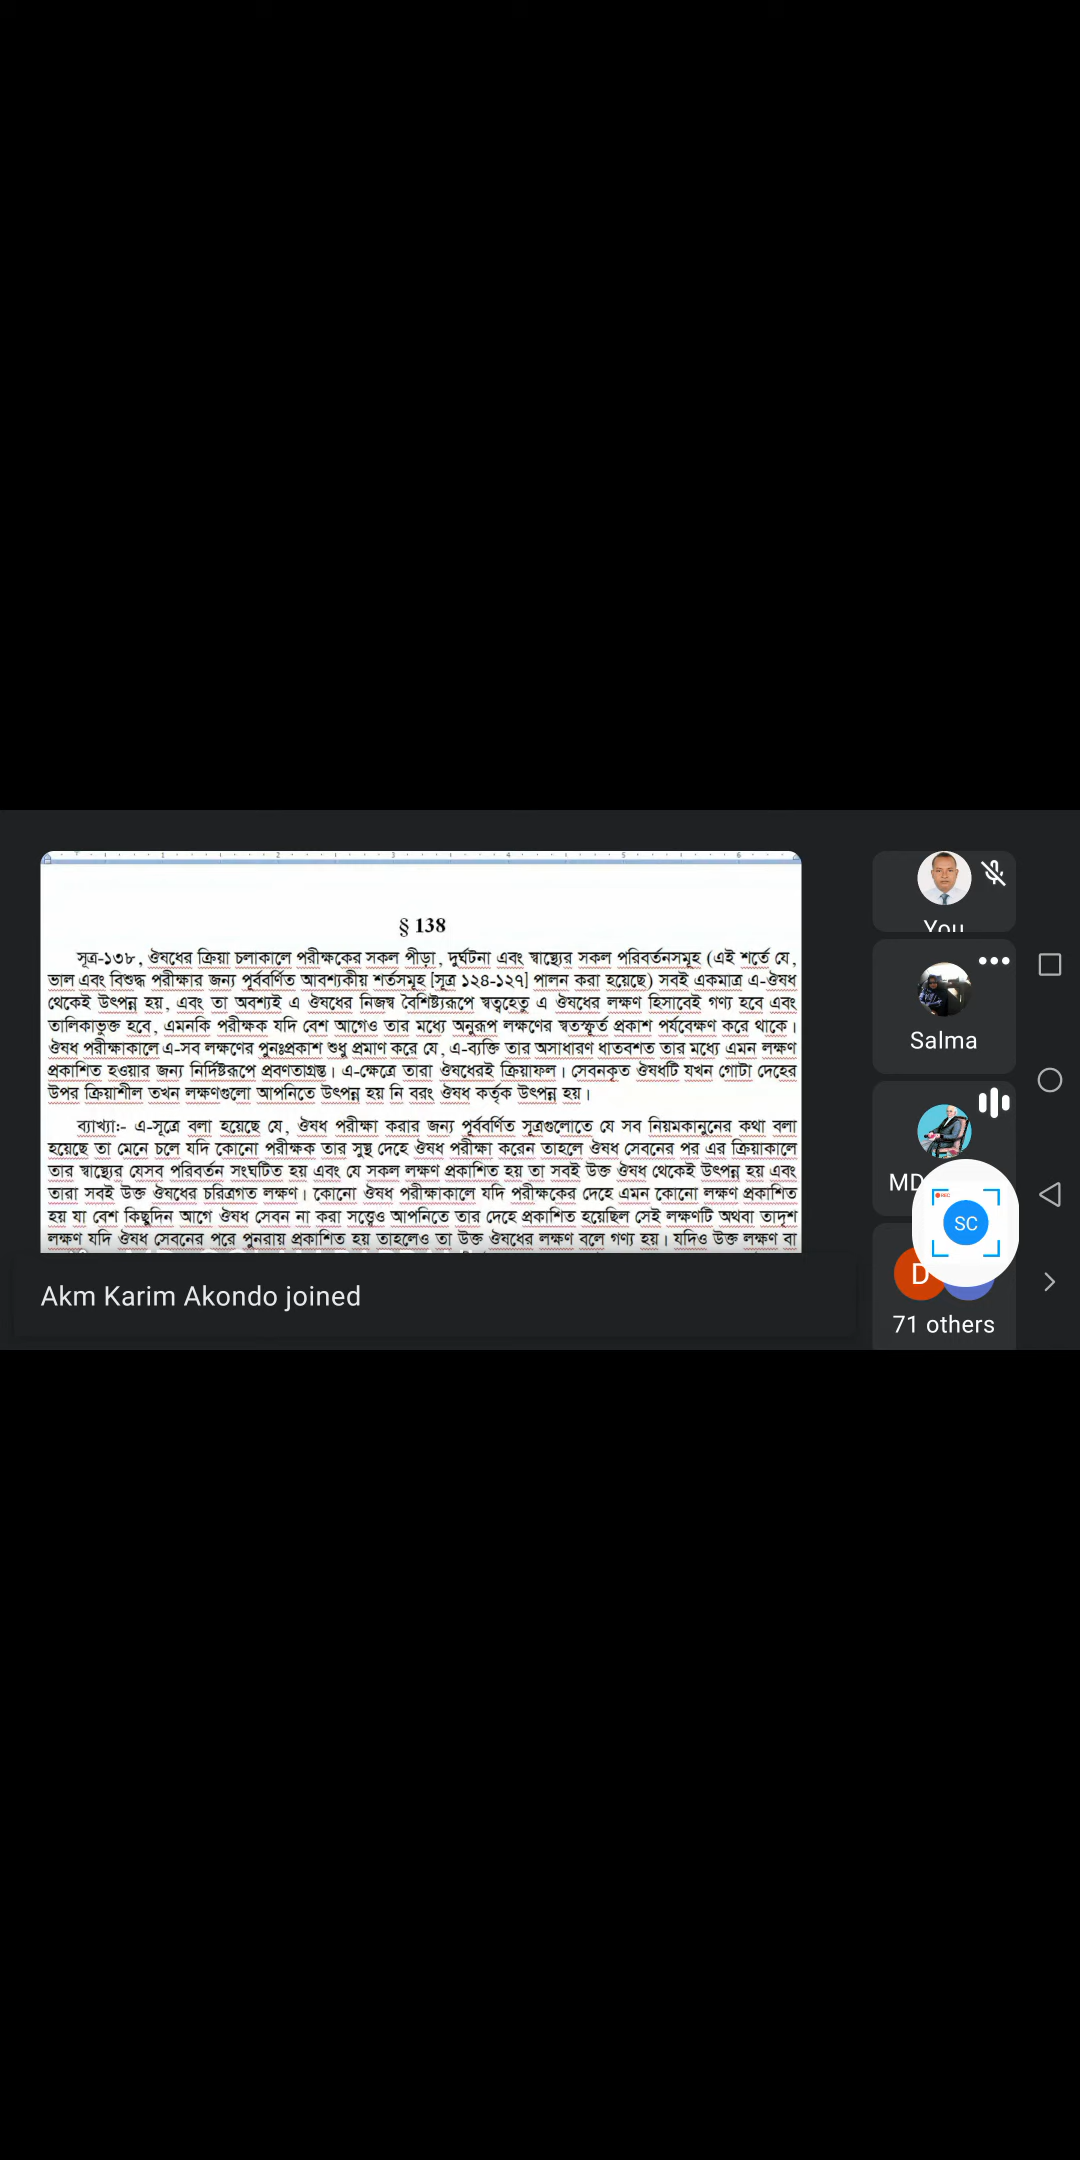 § 138
সূত্র-১৩৮, ঔষধের ক্রিয়া চলাকালে পরীক্ষকের সকল পীড়া, দুর্ঘটনা এবং স্বাস্থ্যের সকল পরিবর্তনসমূহ (এই শর্তে যে,
ভাল এবং বিশুদ্ধ পরীক্ষার জন্য পূর্ববর্ণিত আবশ্যকীয় শর্তসমূহ [সূত্র ১২৪-১২৭] পালন করা হয়েছে) সবই একমাত্র এ-ঔষধ
থেকেই উৎপন্ন হয়, এবং তা অবশ্যই এ ঔষধের নিজস্ব বৈশিষ্ট্যরূপে স্বত্বহেতু এ ঔষধের লক্ষণ হিসাবেই গণ্য হবে এবং
তালিকাভুক্ত হবে, এমনকি পরীক্ষক যদি বেশ আগেও তার মধ্যে অনুরূপ লক্ষণের স্বতস্ফূর্ত প্রকাশ পর্যবেক্ষণ করে থাকে।
ঔষধ পরীক্ষাকালে এ-সব লক্ষণের পুনঃপ্রকাশ শুধু প্রমাণ করে যে, এ-ব্যক্তি তার অসাধারণ ধাতবশত তার মধ্যে এমন লক্ষণ
প্রকাশিত হওয়ার জন্য নির্দিষ্টরূপে প্রবণতাগ্রস্ত। এ-ক্ষেত্রে তারা ঔষধেরই ক্রিয়াফল। সেবনকৃত ঔষধটি যখন গোটা দেহের
উপর ক্রিয়াশীল তখন লক্ষণগুলো আপনিতে উৎপন্ন হয় নি বরং ঔষধ কর্তৃক উৎপন্ন হয়।
ব্যাখ্যা:- এ-সূত্রে বলা হয়েছে যে, ঔষধ পরীক্ষা করার জন্য পূর্ববর্ণিত সূত্রগুলোতে যে সব নিয়মকানুনের কথা বলা
হয়েছে তা মেনে চলে যদি কোনো পরীক্ষক তার সুস্থ দেহে ঔষধ পরীক্ষা করেন তাহলে ঔষধ সেবনের পর এর ক্রিয়াকালে
তার স্বাস্থ্যের যেসব পরিবর্তন সংঘটিত হয় এবং যে সকল লক্ষণ প্রকাশিত হয় তা সবই উক্ত ঔষধ থেকেই উৎপন্ন হয় এবং
তারা সবই উক্ত ঔষধের চরিত্রগত লক্ষণ। কোনো ঔষধ পরীক্ষাকালে যদি পরীক্ষকের দেহে এমন কোনো লক্ষণ প্রকাশিত
হয় যা বেশ কিছুদিন আগে ঔষধ সেবন না করা সত্ত্বেও আপনিতে তার দেহে প্রকাশিত হয়েছিল সেই লক্ষণটি অথবা তাদৃশ
লক্ষণ যদি ঔষধ সেবনের পরে পুনরায় প্রকাশিত হয় তাহলেও তা উক্ত ঔষধের লক্ষণ বলে গণ্য হয়। যদিও উক্ত লক্ষণ বা
Akm Karim Akondo joined
You
Salma
MD
REC
SC
D
71 others